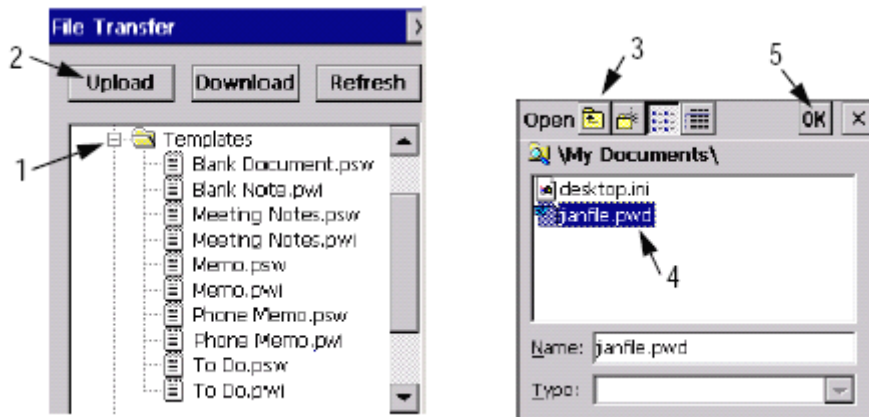 File Transfer
2
Upload Download Refresh
1
Templates
Blank Document.psw
Blank Note.pwi
Meeting Notes.psw
Meeting Notes.pwi
Memo.psw
Memo.pwi
Phone Memo.psw
Phone Memo.pwi
To Do.psw
To Do.pwi
3
5
Open OK ×
\My Documents\
desktop.ini
jianfile.pwd
4
Name: jianfile.pwd
Type: